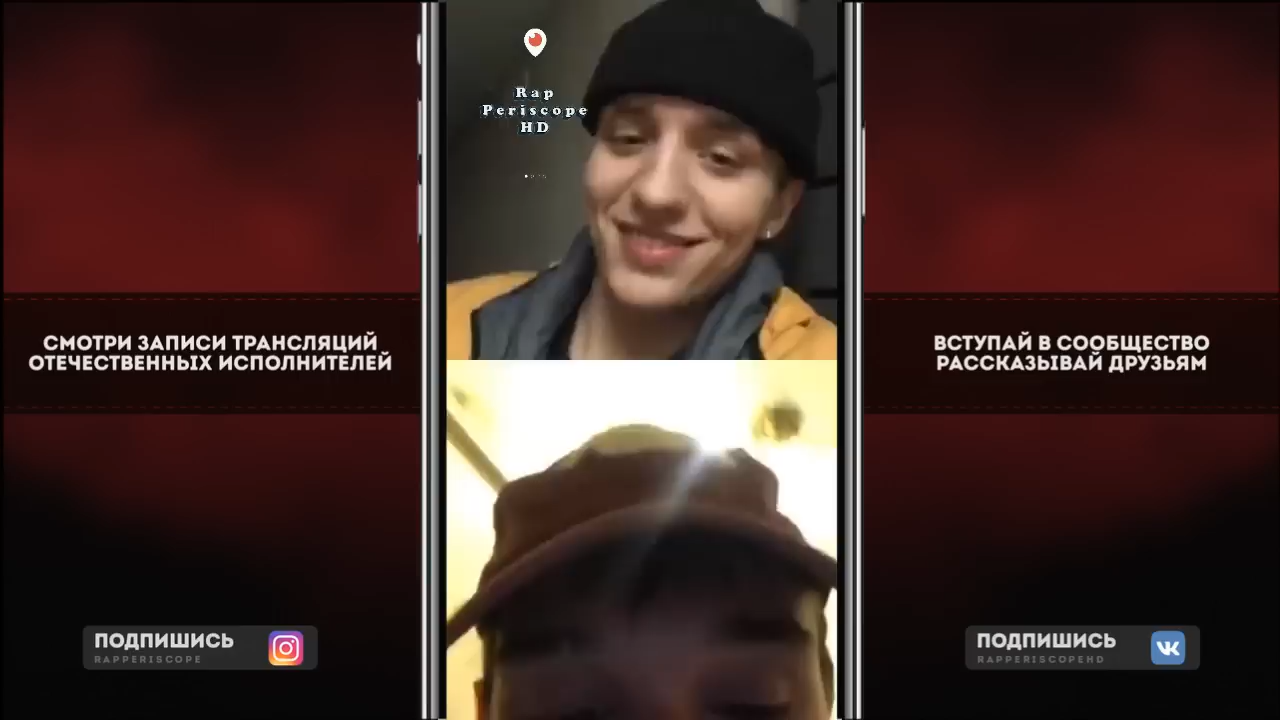 Rap
Periscope
HD
СМОТРИ ЗАПИСИ ТРАНСЛЯЦИЙ
ОТЕЧЕСТВЕННЫХ ИСПОЛНИТЕЛЕЙ
ВСТУПАЙ В СООБЩЕСТВО
РАССКАЗЫВАЙ ДРУЗЬЯМ
ПОДПИШИСЬ
RAPPERISCOPE
ПОДПИШИСЬ
RAPPERISCOPEHD